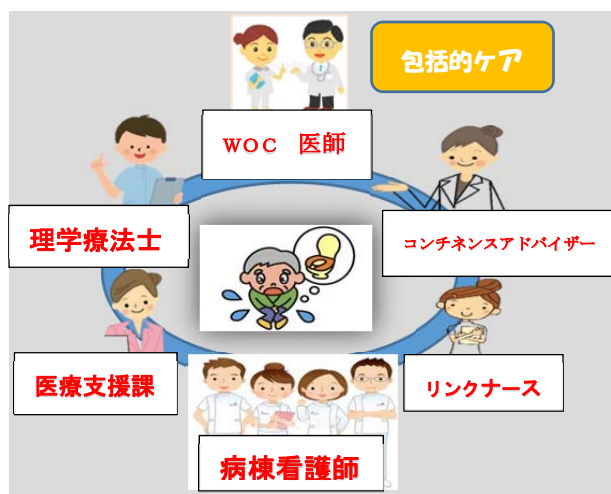 包括的ケア
WOC 医師
理学療法士
コンチネンスアドバイザー
医療支援課
リンクナース
病棟看護師